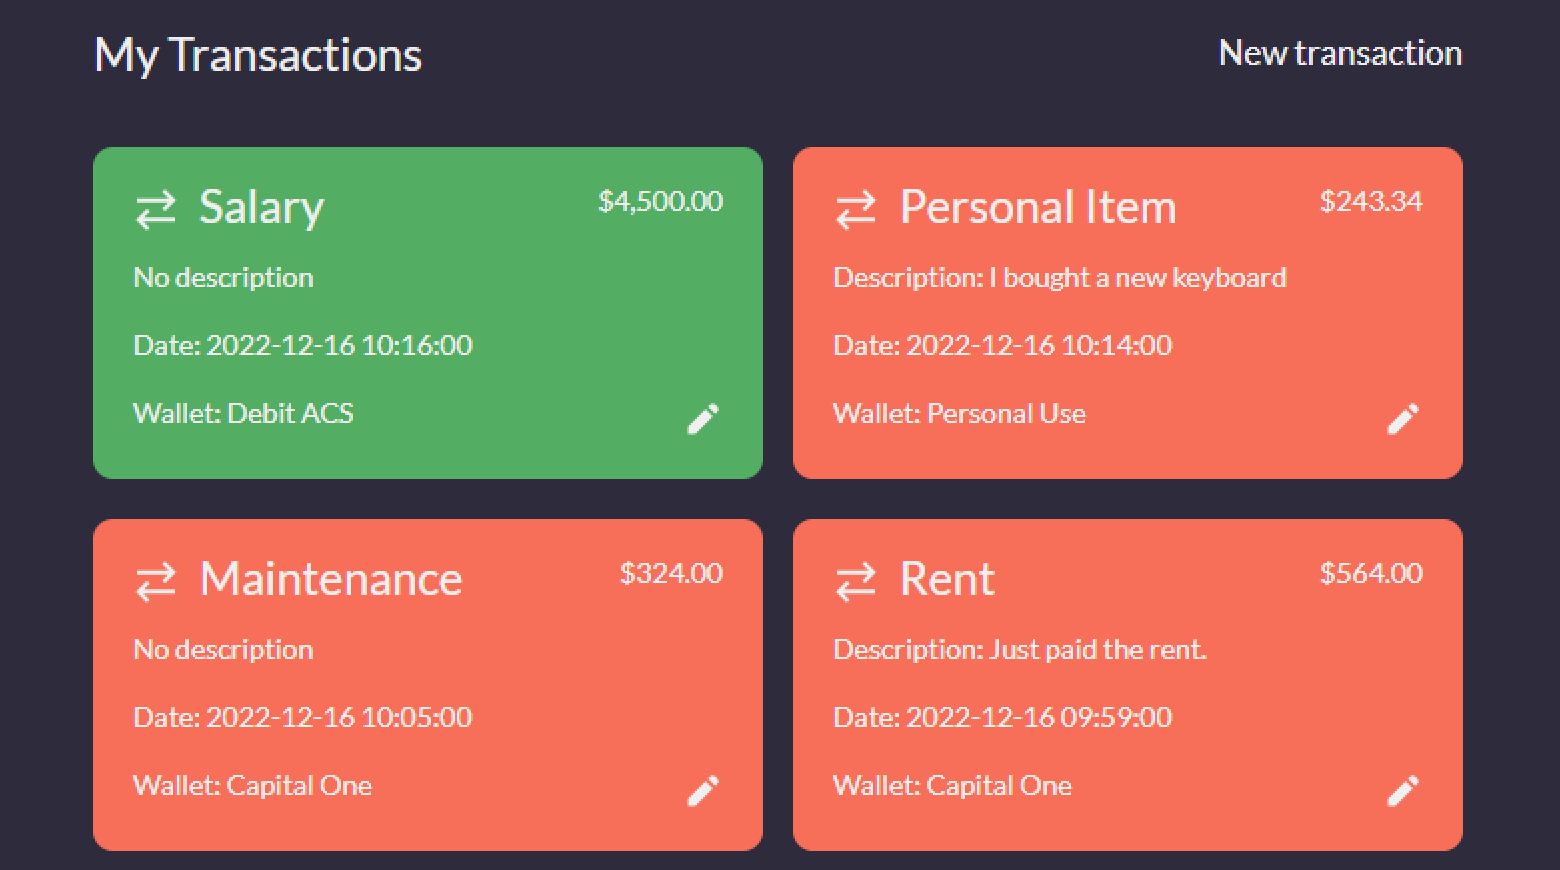 My Transactions
New transaction
Salary
$4,500.00
No description
Date: 2022-12-16 10:16:00
Wallet: Debit ACS
Personal Item
$243.34
Description: I bought a new keyboard
Date: 2022-12-16 10:14:00
Wallet: Personal Use
Maintenance
$324.00
No description
Date: 2022-12-16 10:05:00
Wallet: Capital One
Rent
$564.00
Description: Just paid the rent.
Date: 2022-12-16 09:59:00
Wallet: Capital One